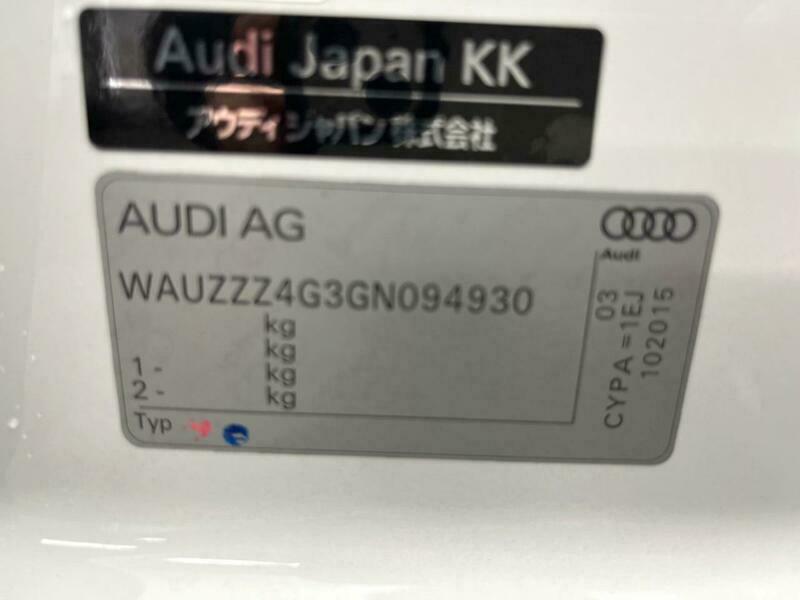 Audi Japan KK
アウディ ジャパン 株式会社
AUDI AG
Audi
WAUZZZ4G3GN094930
kg
kg
1 - kg
2 - kg
Typ
03
CYPA =1EJ
102015